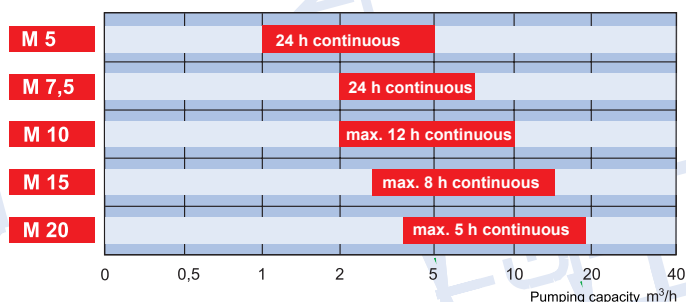 M 5 24 h continuous
M 7,5 24 h continuous
M 10 max. 12 h continuous
M 15 max. 8 h continuous
M 20 max. 5 h continuous
0 0,5 1 2 5 10 20 40
Pumping capacity m³/h